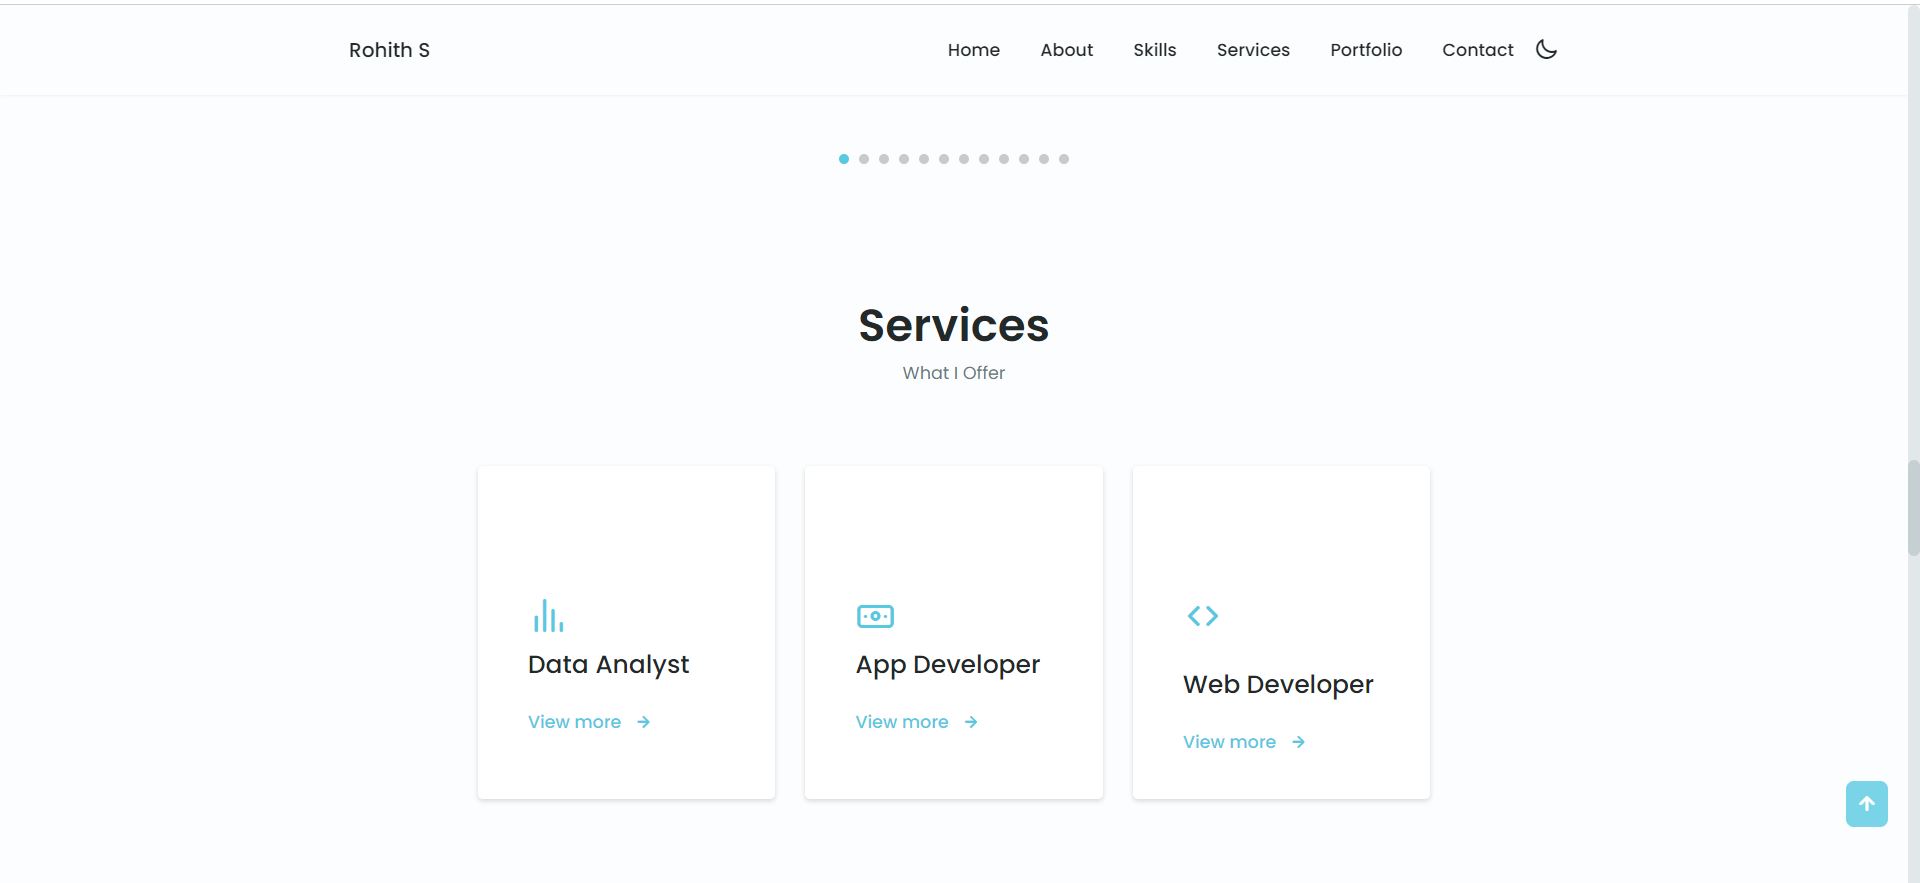 Rohith S
Home About Skills Services Portfolio Contact
Services
What I Offer
Data Analyst
View more
App Developer
View more
Web Developer
View more